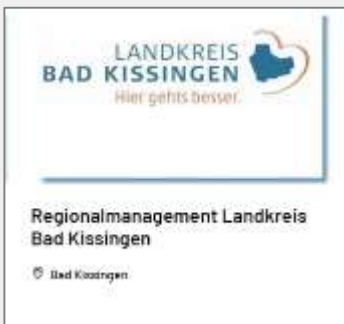 LANDKREIS
BAD KISSINGEN
Hier gehts besser.
Regionalmanagement Landkreis
Bad Kissingen
Bad Kissingen